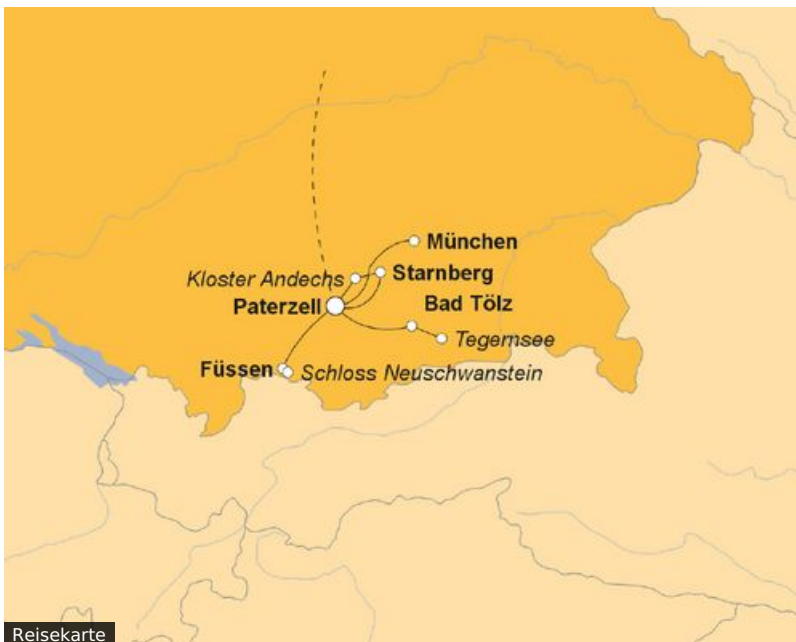 München
Kloster Andechs
Starnberg
Paterzell
Bad Tölz
Tegernsee
Füssen
Schloss Neuschwanstein
Reisekarte